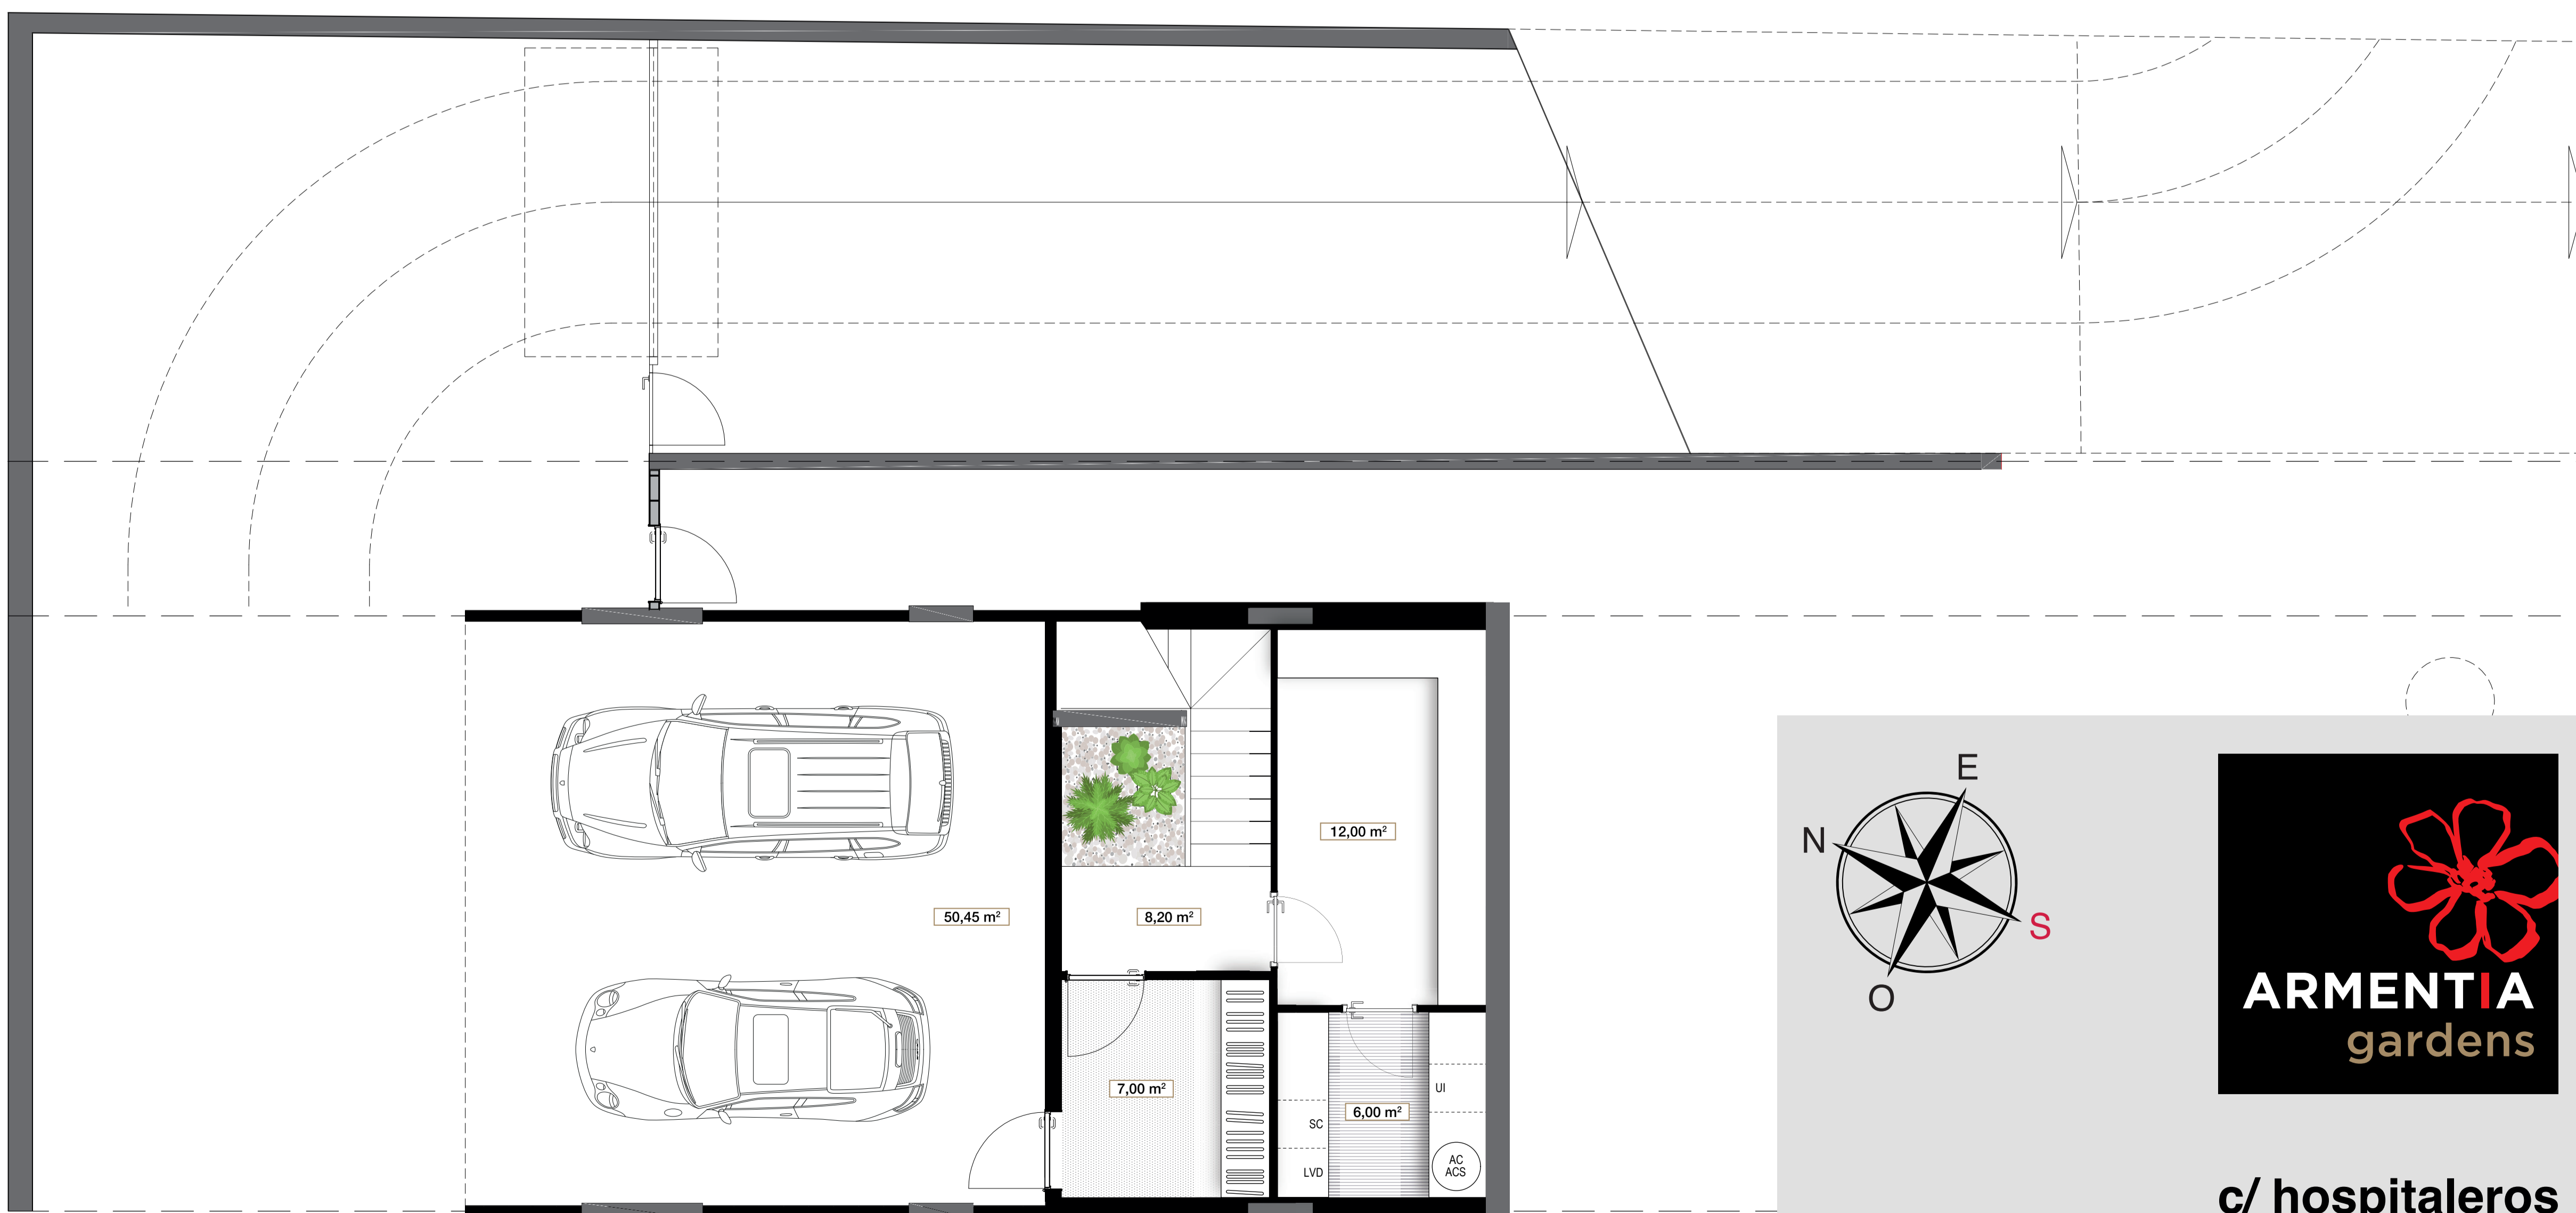 E
N
S
O
12,00 m²
50,45 m²
8,20 m²
7,00 m²
6,00 m²
UI
SC
LVD
AC
ACS
ARMENTIA
gardens
c/ hospitaleros